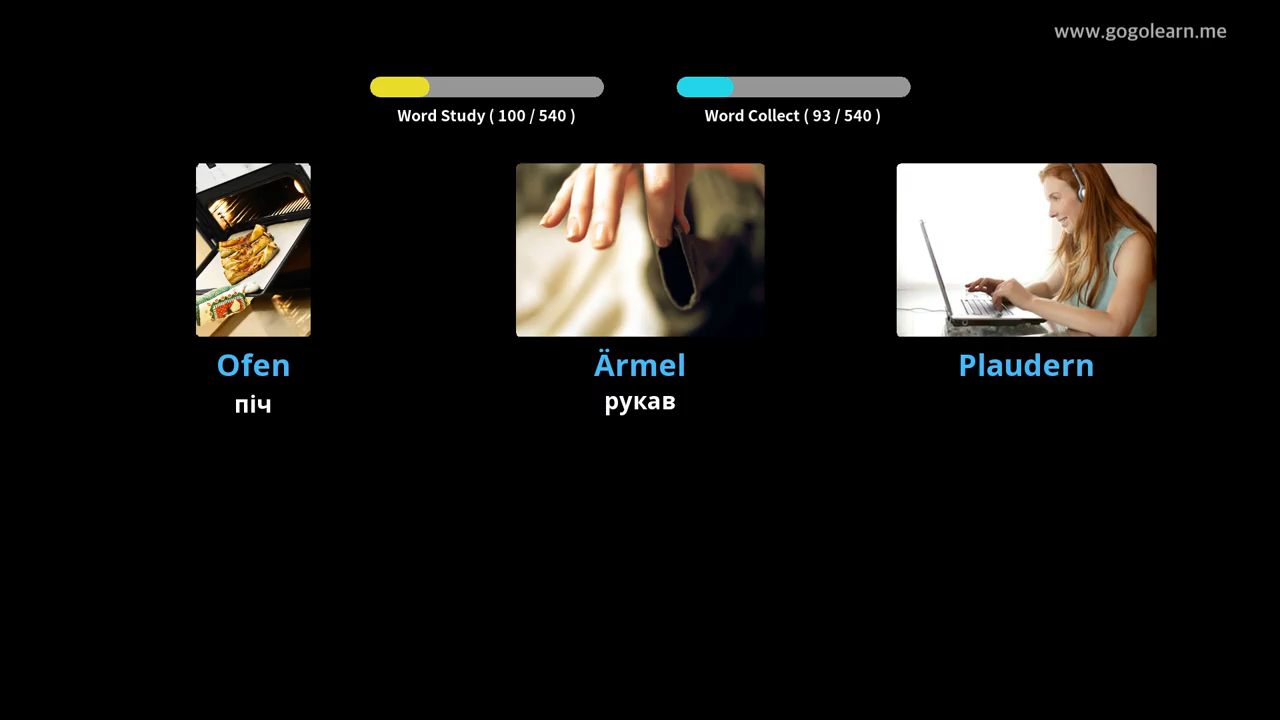 www.gogolearn.me
Word Study ( 100 / 540 )
Word Collect ( 93 / 540 )
Ofen
піч
Ärmel
рукав
Plaudern